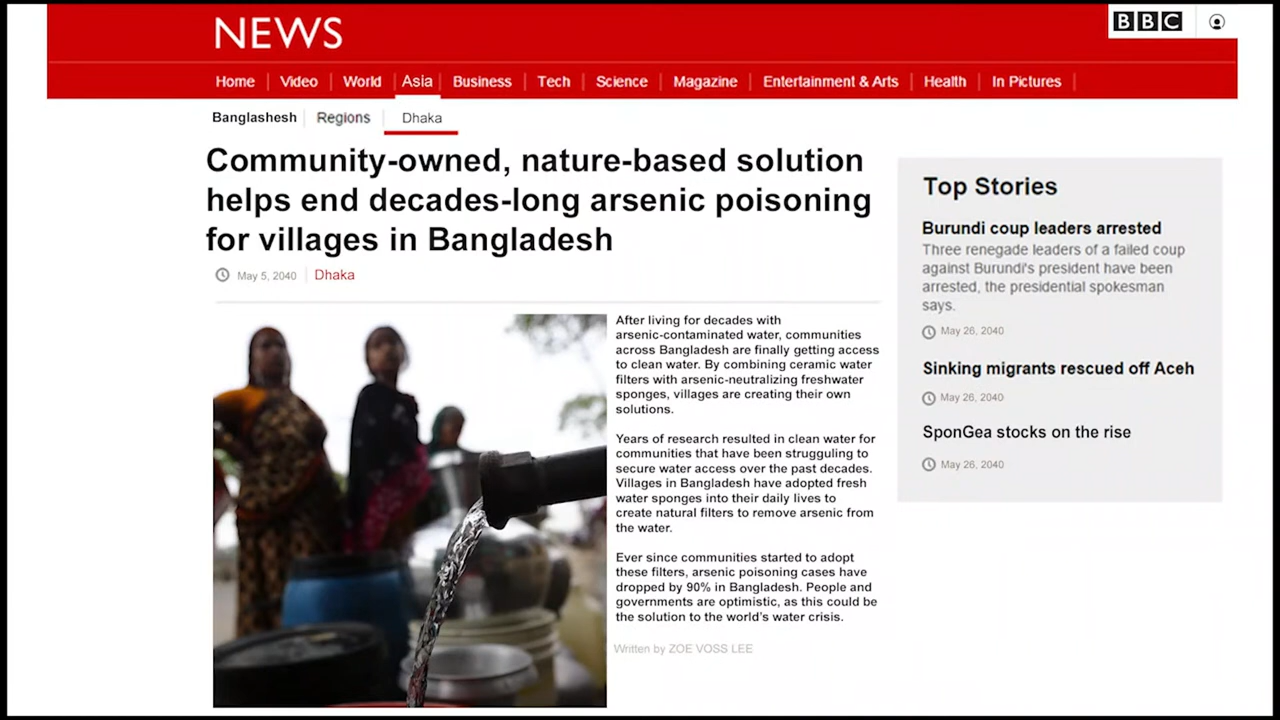 NEWS
BBC
Home
Video
World
Asia
Business
Tech
Science
Magazine
Entertainment & Arts
Health
In Pictures
Banglashesh
Regions
Dhaka
Community-owned, nature-based solution
helps end decades-long arsenic poisoning
for villages in Bangladesh
May 5, 2040
Dhaka
After living for decades with
arsenic-contaminated water, communities
across Bangladesh are finally getting access
to clean water. By combining ceramic water
filters with arsenic-neutralizing freshwater
sponges, villages are creating their own
solutions.
Years of research resulted in clean water for
communities that have been strugguling to
secure water access over the past decades.
Villages in Bangladesh have adopted fresh
water sponges into their daily lives to
create natural filters to remove arsenic from
the water.
Ever since communities started to adopt
these filters, arsenic poisoning cases have
dropped by 90% in Bangladesh. People and
governments are optimistic, as this could be
the solution to the world's water crisis.
Written by ZOE VOSS LEE
Top Stories
Burundi coup leaders arrested
Three renegade leaders of a failed coup
against Burundi's president have been
arrested, the presidential spokesman
says.
May 26, 2040
Sinking migrants rescued off Aceh
May 26, 2040
SponGea stocks on the rise
May 26, 2040